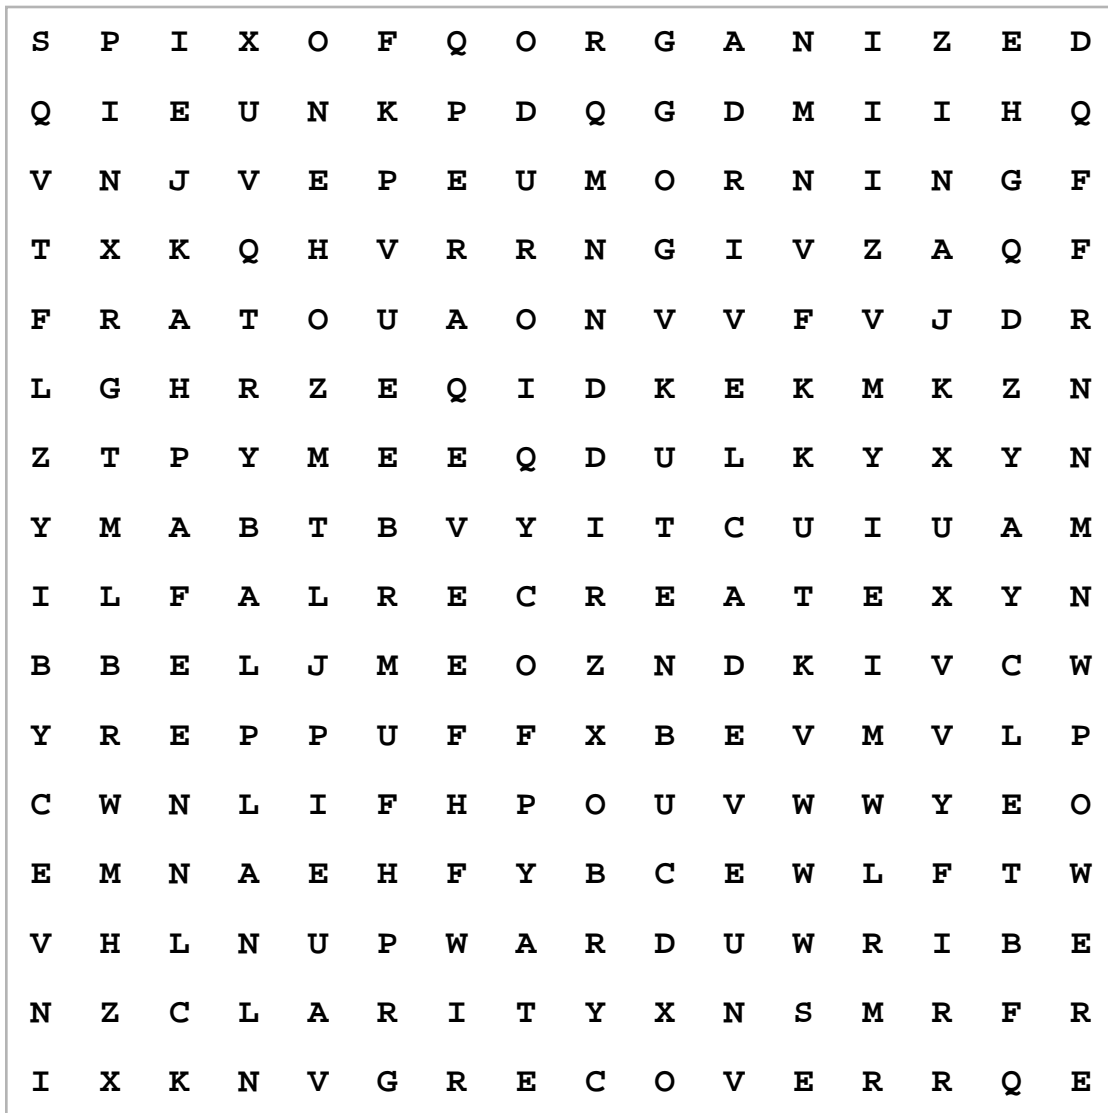 S P I X O F Q O R G A N I Z E D
Q I E U N K P D Q G D M I I H Q
V N J V E P E U M O R N I N G F
T X K Q H V R R N G I V Z A Q F
F R A T O U A O N V V F V J D R
L G H R Z E Q I D K E K M K Z N
Z T P Y M E E Q D U L K Y X Y N
Y M A B T B V Y I T C U I U A M
I L F A L R E C R E A T E X Y N
B B E L J M E O Z N D K I V C W
Y R E P P U F F X B E V M V L P
C W N L I F H P O U V W W Y E O
E M N A E H F Y B C E W L F T W
V H L N U P W A R D U W R I B E
N Z C L A R I T Y X N S M R F R
I X K N V G R E C O V E R R Q E